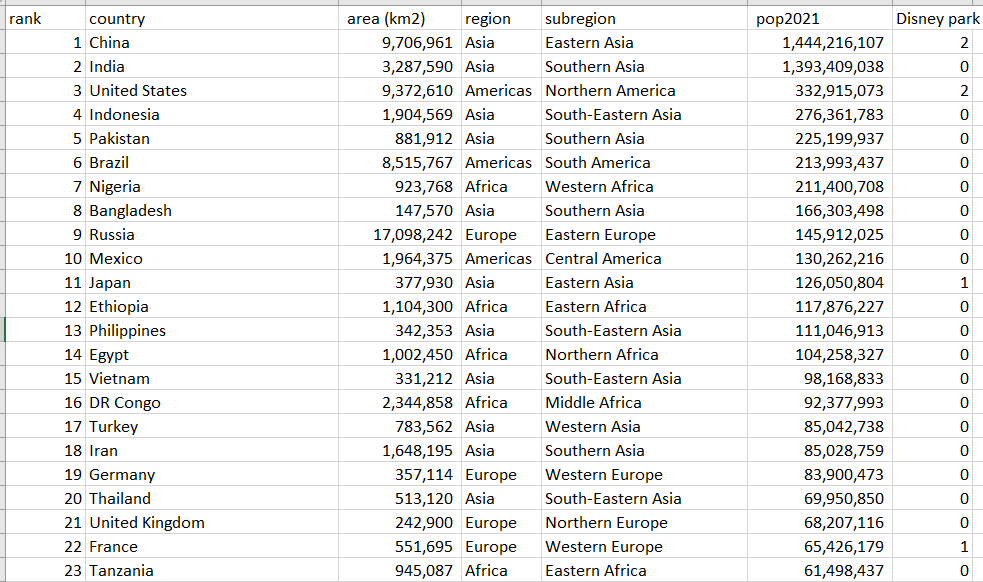 rank country area (km2) region subregion pop2021 Disney park
1 China 9,706,961 Asia Eastern Asia 1,444,216,107 2
2 India 3,287,590 Asia Southern Asia 1,393,409,038 0
3 United States 9,372,610 Americas Northern America 332,915,073 2
4 Indonesia 1,904,569 Asia South-Eastern Asia 276,361,783 0
5 Pakistan 881,912 Asia Southern Asia 225,199,937 0
6 Brazil 8,515,767 Americas South America 213,993,437 0
7 Nigeria 923,768 Africa Western Africa 211,400,708 0
8 Bangladesh 147,570 Asia Southern Asia 166,303,498 0
9 Russia 17,098,242 Europe Eastern Europe 145,912,025 0
10 Mexico 1,964,375 Americas Central America 130,262,216 0
11 Japan 377,930 Asia Eastern Asia 126,050,804 1
12 Ethiopia 1,104,300 Africa Eastern Africa 117,876,227 0
13 Philippines 342,353 Asia South-Eastern Asia 111,046,913 0
14 Egypt 1,002,450 Africa Northern Africa 104,258,327 0
15 Vietnam 331,212 Asia South-Eastern Asia 98,168,833 0
16 DR Congo 2,344,858 Africa Middle Africa 92,377,993 0
17 Turkey 783,562 Asia Western Asia 85,042,738 0
18 Iran 1,648,195 Asia Southern Asia 85,028,759 0
19 Germany 357,114 Europe Western Europe 83,900,473 0
20 Thailand 513,120 Asia South-Eastern Asia 69,950,850 0
21 United Kingdom 242,900 Europe Northern Europe 68,207,116 0
22 France 551,695 Europe Western Europe 65,426,179 1
23 Tanzania 945,087 Africa Eastern Africa 61,498,437 0